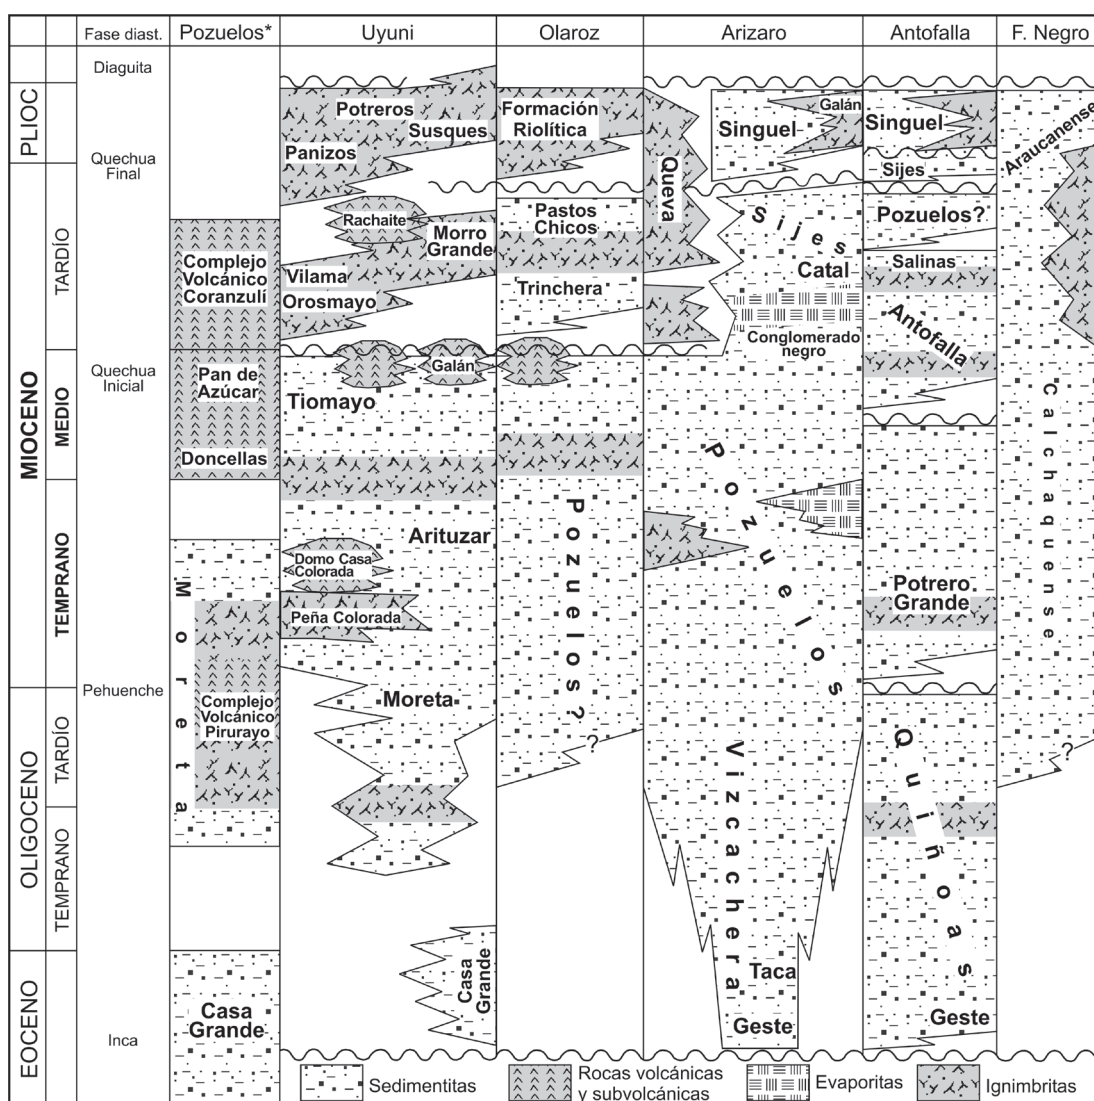 Fase diast.
Pozuelos*
Uyuni
Olaroz
Arizaro
Antofalla
F. Negro
PLIOC
MIOCENO
TARDÍO
MEDIO
TEMPRANO
OLIGOCENO
TARDÍO
TEMPRANO
EOCENO
Diaguita
Quechua
Final
Quechua
Inicial
Pehuenche
Inca
Complejo
Volcánico
Coranzulí
Pan de
Azúcar
Doncellas
Moreta
Complejo
Volcánico
Pirurayo
Casa
Grande
Potreros
Susques
Panizos
Rachaite
Morro
Grande
Vilama
Orosmayo
Galán
Tiomayo
Arituzar
Domo Casa
Colorada
Peña Colorada
Moreta
Casa
Grande
Formación
Riolítica
Pastos
Chicos
Trinchera
Pozuelos?
?
Queva
Galán
Singuel
Sijes
Catal
Conglomerado
negro
Pozuelos
Vizcachera
Taca
Geste
Singuel
Sijes
Pozuelos?
Salinas
Antofalla
Potrero
Grande
Quiñoas
Geste
Araucanense
Calchaquense
?
Sedimentitas
Rocas volcánicas
y subvolcánicas
Evaporitas
Ignimbritas